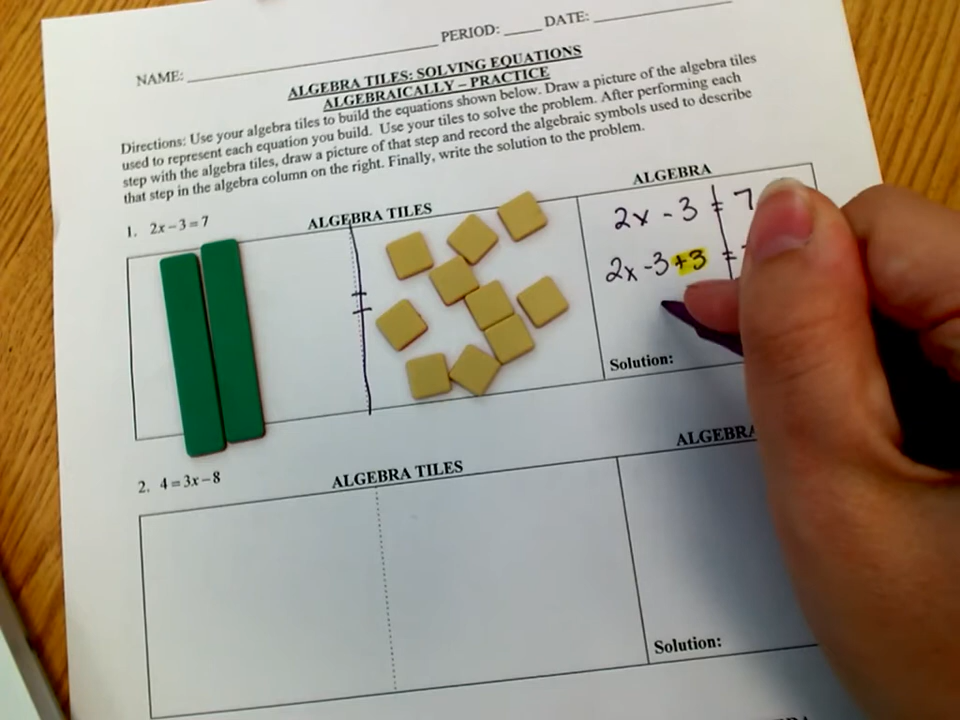 NAME: PERIOD: DATE:
ALGEBRA TILES: SOLVING EQUATIONS
ALGEBRAICALLY – PRACTICE
Directions: Use your algebra tiles to build the equations shown below. Draw a picture of the algebra tiles
used to represent each equation you build. Use your tiles to solve the problem. After performing each
step with the algebra tiles, draw a picture of that step and record the algebraic symbols used to describe
that step in the algebra column on the right. Finally, write the solution to the problem.
1. 2x – 3 = 7
ALGEBRA TILES
ALGEBRA
=
2x - 3 = 7
2x - 3 + 3 =
Solution:
2. 4 = 3x – 8
ALGEBRA TILES
ALGEBRA
Solution: